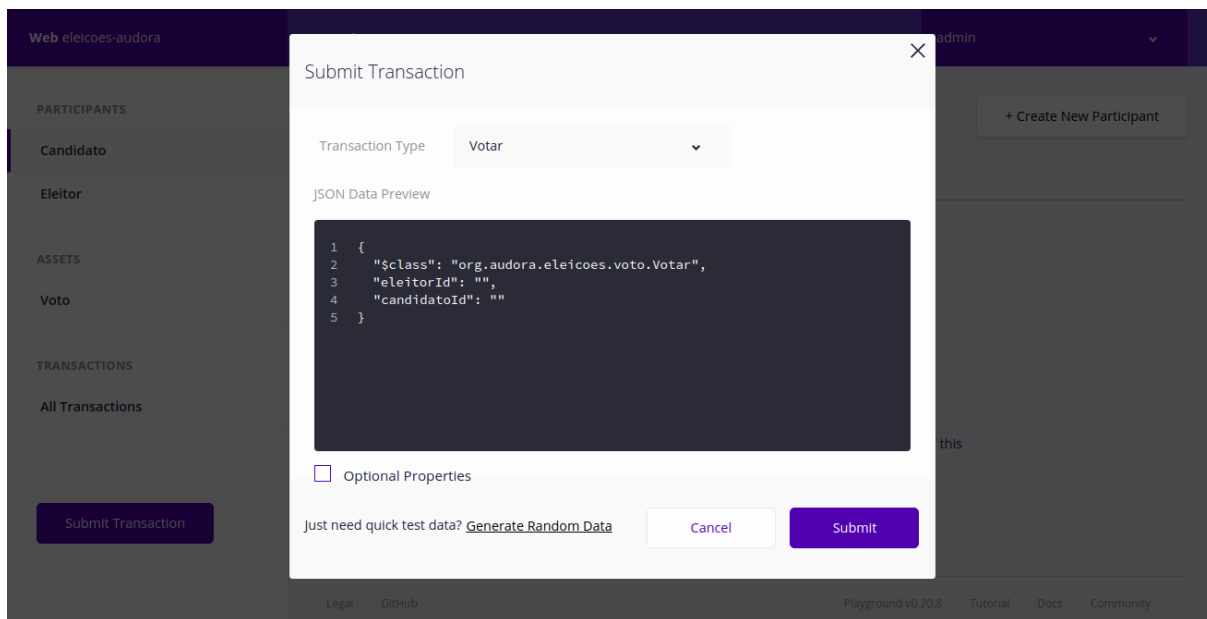 Web eleicoes-audora
admin
PARTICIPANTS
Candidato
Eleitor
ASSETS
Voto
TRANSACTIONS
All Transactions
Submit Transaction
+ Create New Participant
this
Submit Transaction
Transaction Type
Votar
JSON Data Preview
1 {
2 "$class": "org.audora.eleicoes.voto.Votar",
3 "eleitorId": "",
4 "candidatoId": ""
5 }
Optional Properties
Just need quick test data? Generate Random Data
Cancel
Submit
Legal GitHub
Playground v0.20.8 Tutorial Docs Community